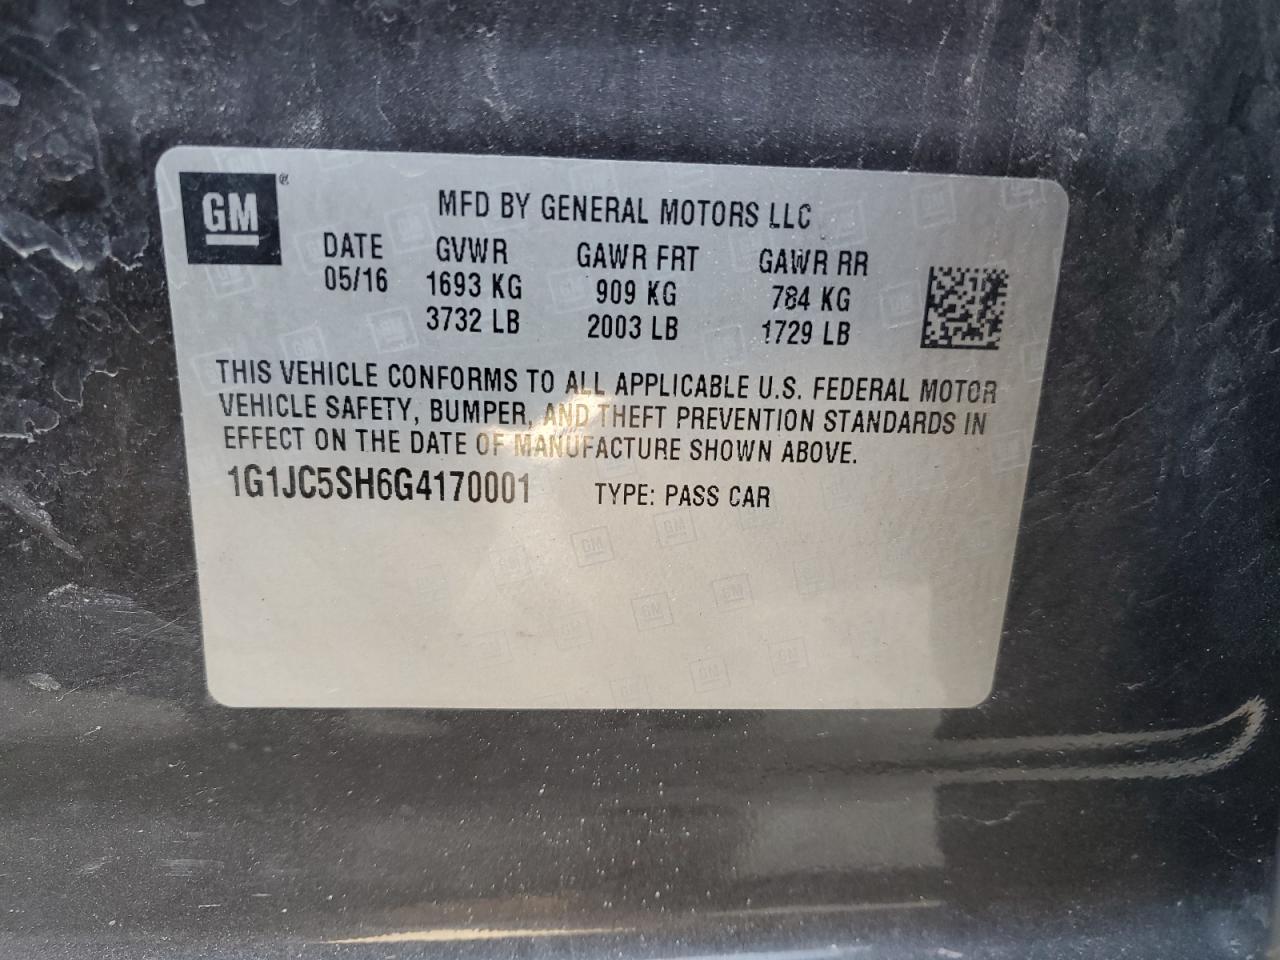 GM ®
MFD BY GENERAL MOTORS LLC
DATE GVWR GAWR FRT GAWR RR
05/16 1693 KG 909 KG 784 KG
3732 LB 2003 LB 1729 LB
THIS VEHICLE CONFORMS TO ALL APPLICABLE U.S. FEDERAL MOTOR
VEHICLE SAFETY, BUMPER, AND THEFT PREVENTION STANDARDS IN
EFFECT ON THE DATE OF MANUFACTURE SHOWN ABOVE.
1G1JC5SH6G4170001 TYPE: PASS CAR